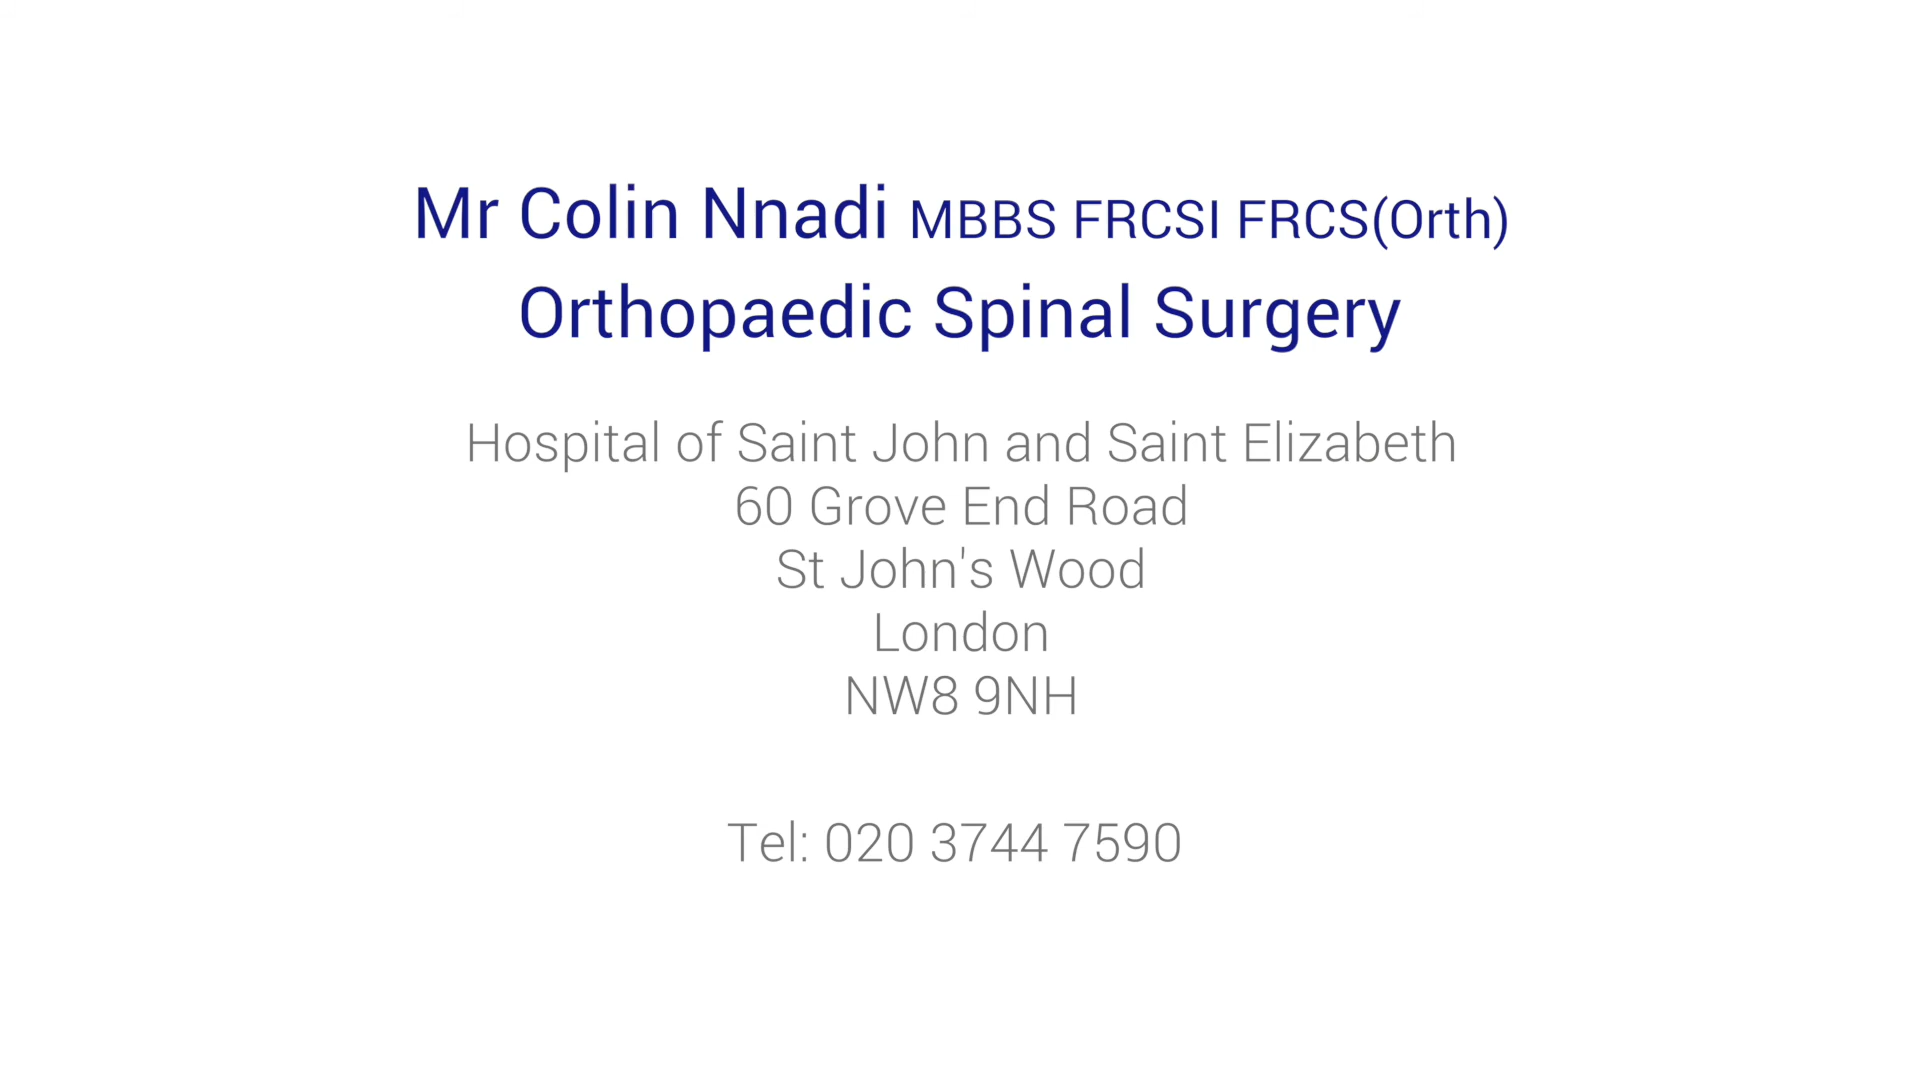 Mr Colin Nnadi MBBS FRCSI FRCS(Orth)
Orthopaedic Spinal Surgery
Hospital of Saint John and Saint Elizabeth
60 Grove End Road
St John's Wood
London
NW8 9NH
Tel: 020 3744 7590